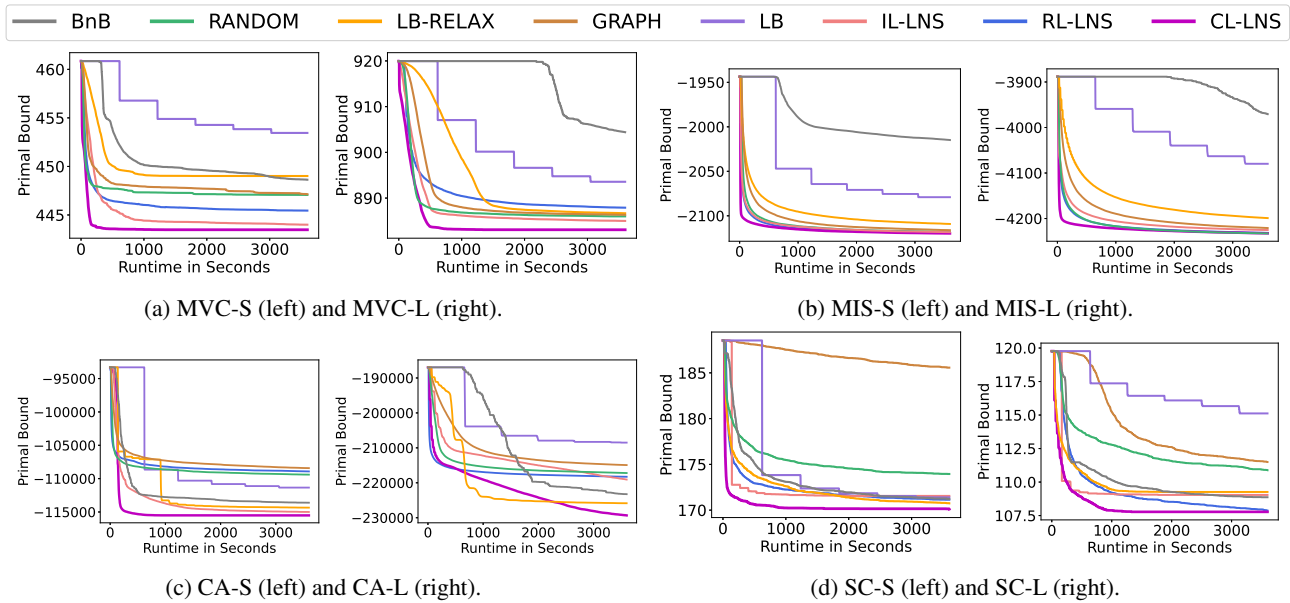 BnB RANDOM LB-RELAX GRAPH LB IL-LNS RL-LNS CL-LNS
460
455
450
445
Primal Bound
0 1000 2000 3000
Runtime in Seconds
920
910
900
890
Primal Bound
0 1000 2000 3000
Runtime in Seconds
(a) MVC-S (left) and MVC-L (right).
−1950
−2000
−2050
−2100
Primal Bound
0 1000 2000 3000
Runtime in Seconds
−3900
−4000
−4100
−4200
Primal Bound
0 1000 2000 3000
Runtime in Seconds
(b) MIS-S (left) and MIS-L (right).
−95000
−100000
−105000
−110000
−115000
Primal Bound
0 1000 2000 3000
Runtime in Seconds
−190000
−200000
−210000
−220000
−230000
Primal Bound
0 1000 2000 3000
Runtime in Seconds
(c) CA-S (left) and CA-L (right).
185
180
175
170
Primal Bound
0 1000 2000 3000
Runtime in Seconds
120.0
117.5
115.0
112.5
110.0
107.5
Primal Bound
0 1000 2000 3000
Runtime in Seconds
(d) SC-S (left) and SC-L (right).